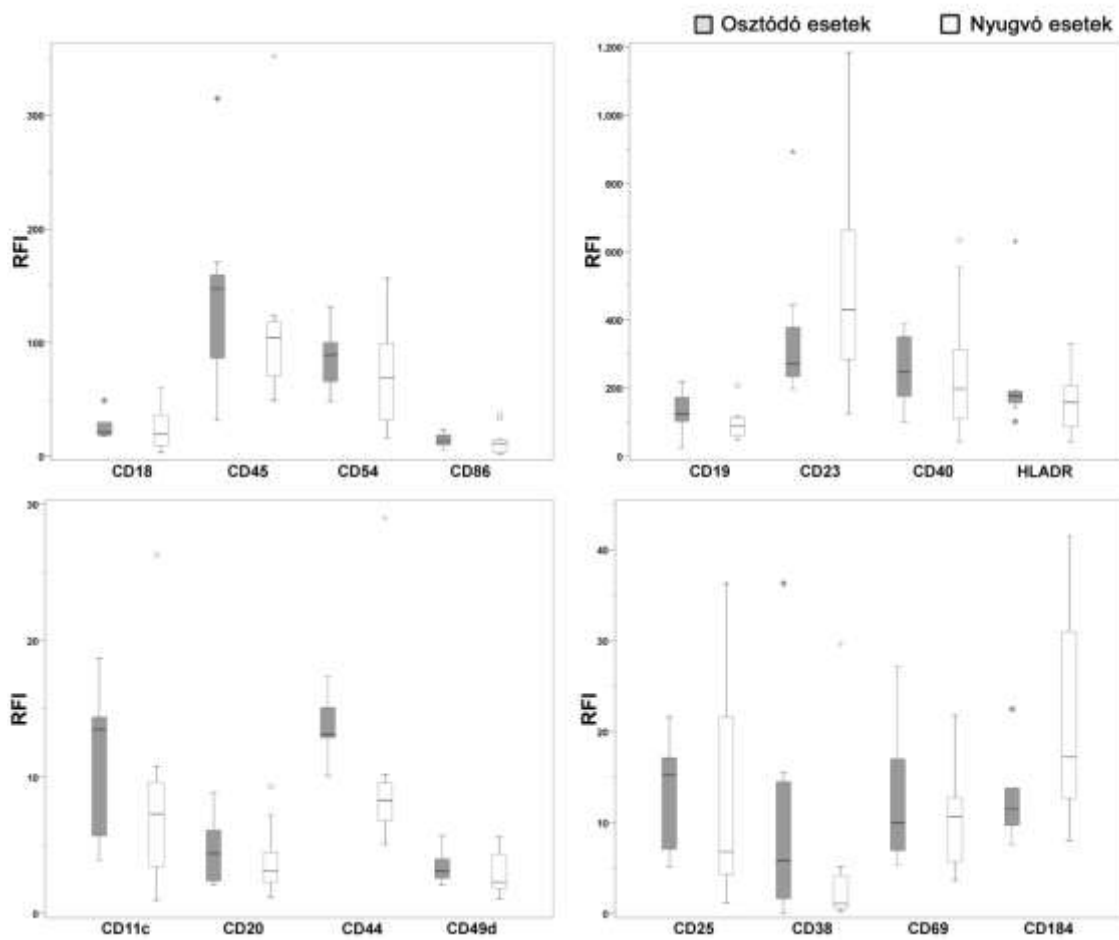 Osztódó esetek Nyugvó esetek
RFI
300
200
100
0
CD18 CD45 CD54 CD86
RFI
1.200
1.000
800
600
400
200
0
CD19 CD23 CD40 HLADR
RFI
30
20
10
0
CD11c CD20 CD44 CD49d
RFI
40
30
20
10
0
CD25 CD38 CD69 CD184